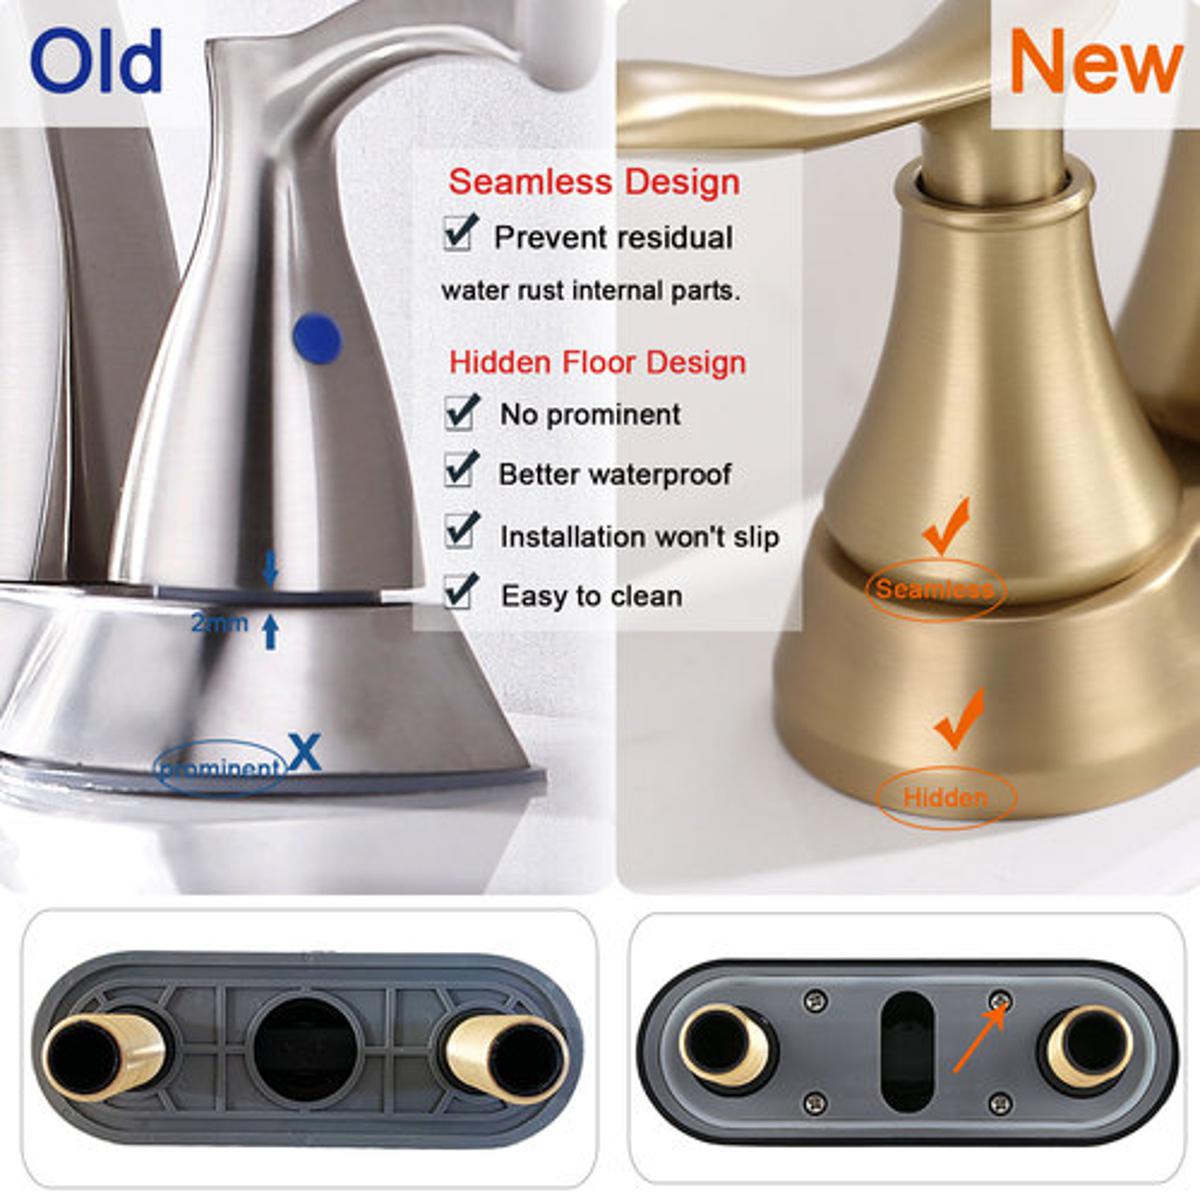 Old
New
Seamless Design
Prevent residual
water rust internal parts.
Hidden Floor Design
No prominent
Better waterproof
Installation won't slip
Easy to clean
Seamless
2mm
prominent X
Hidden